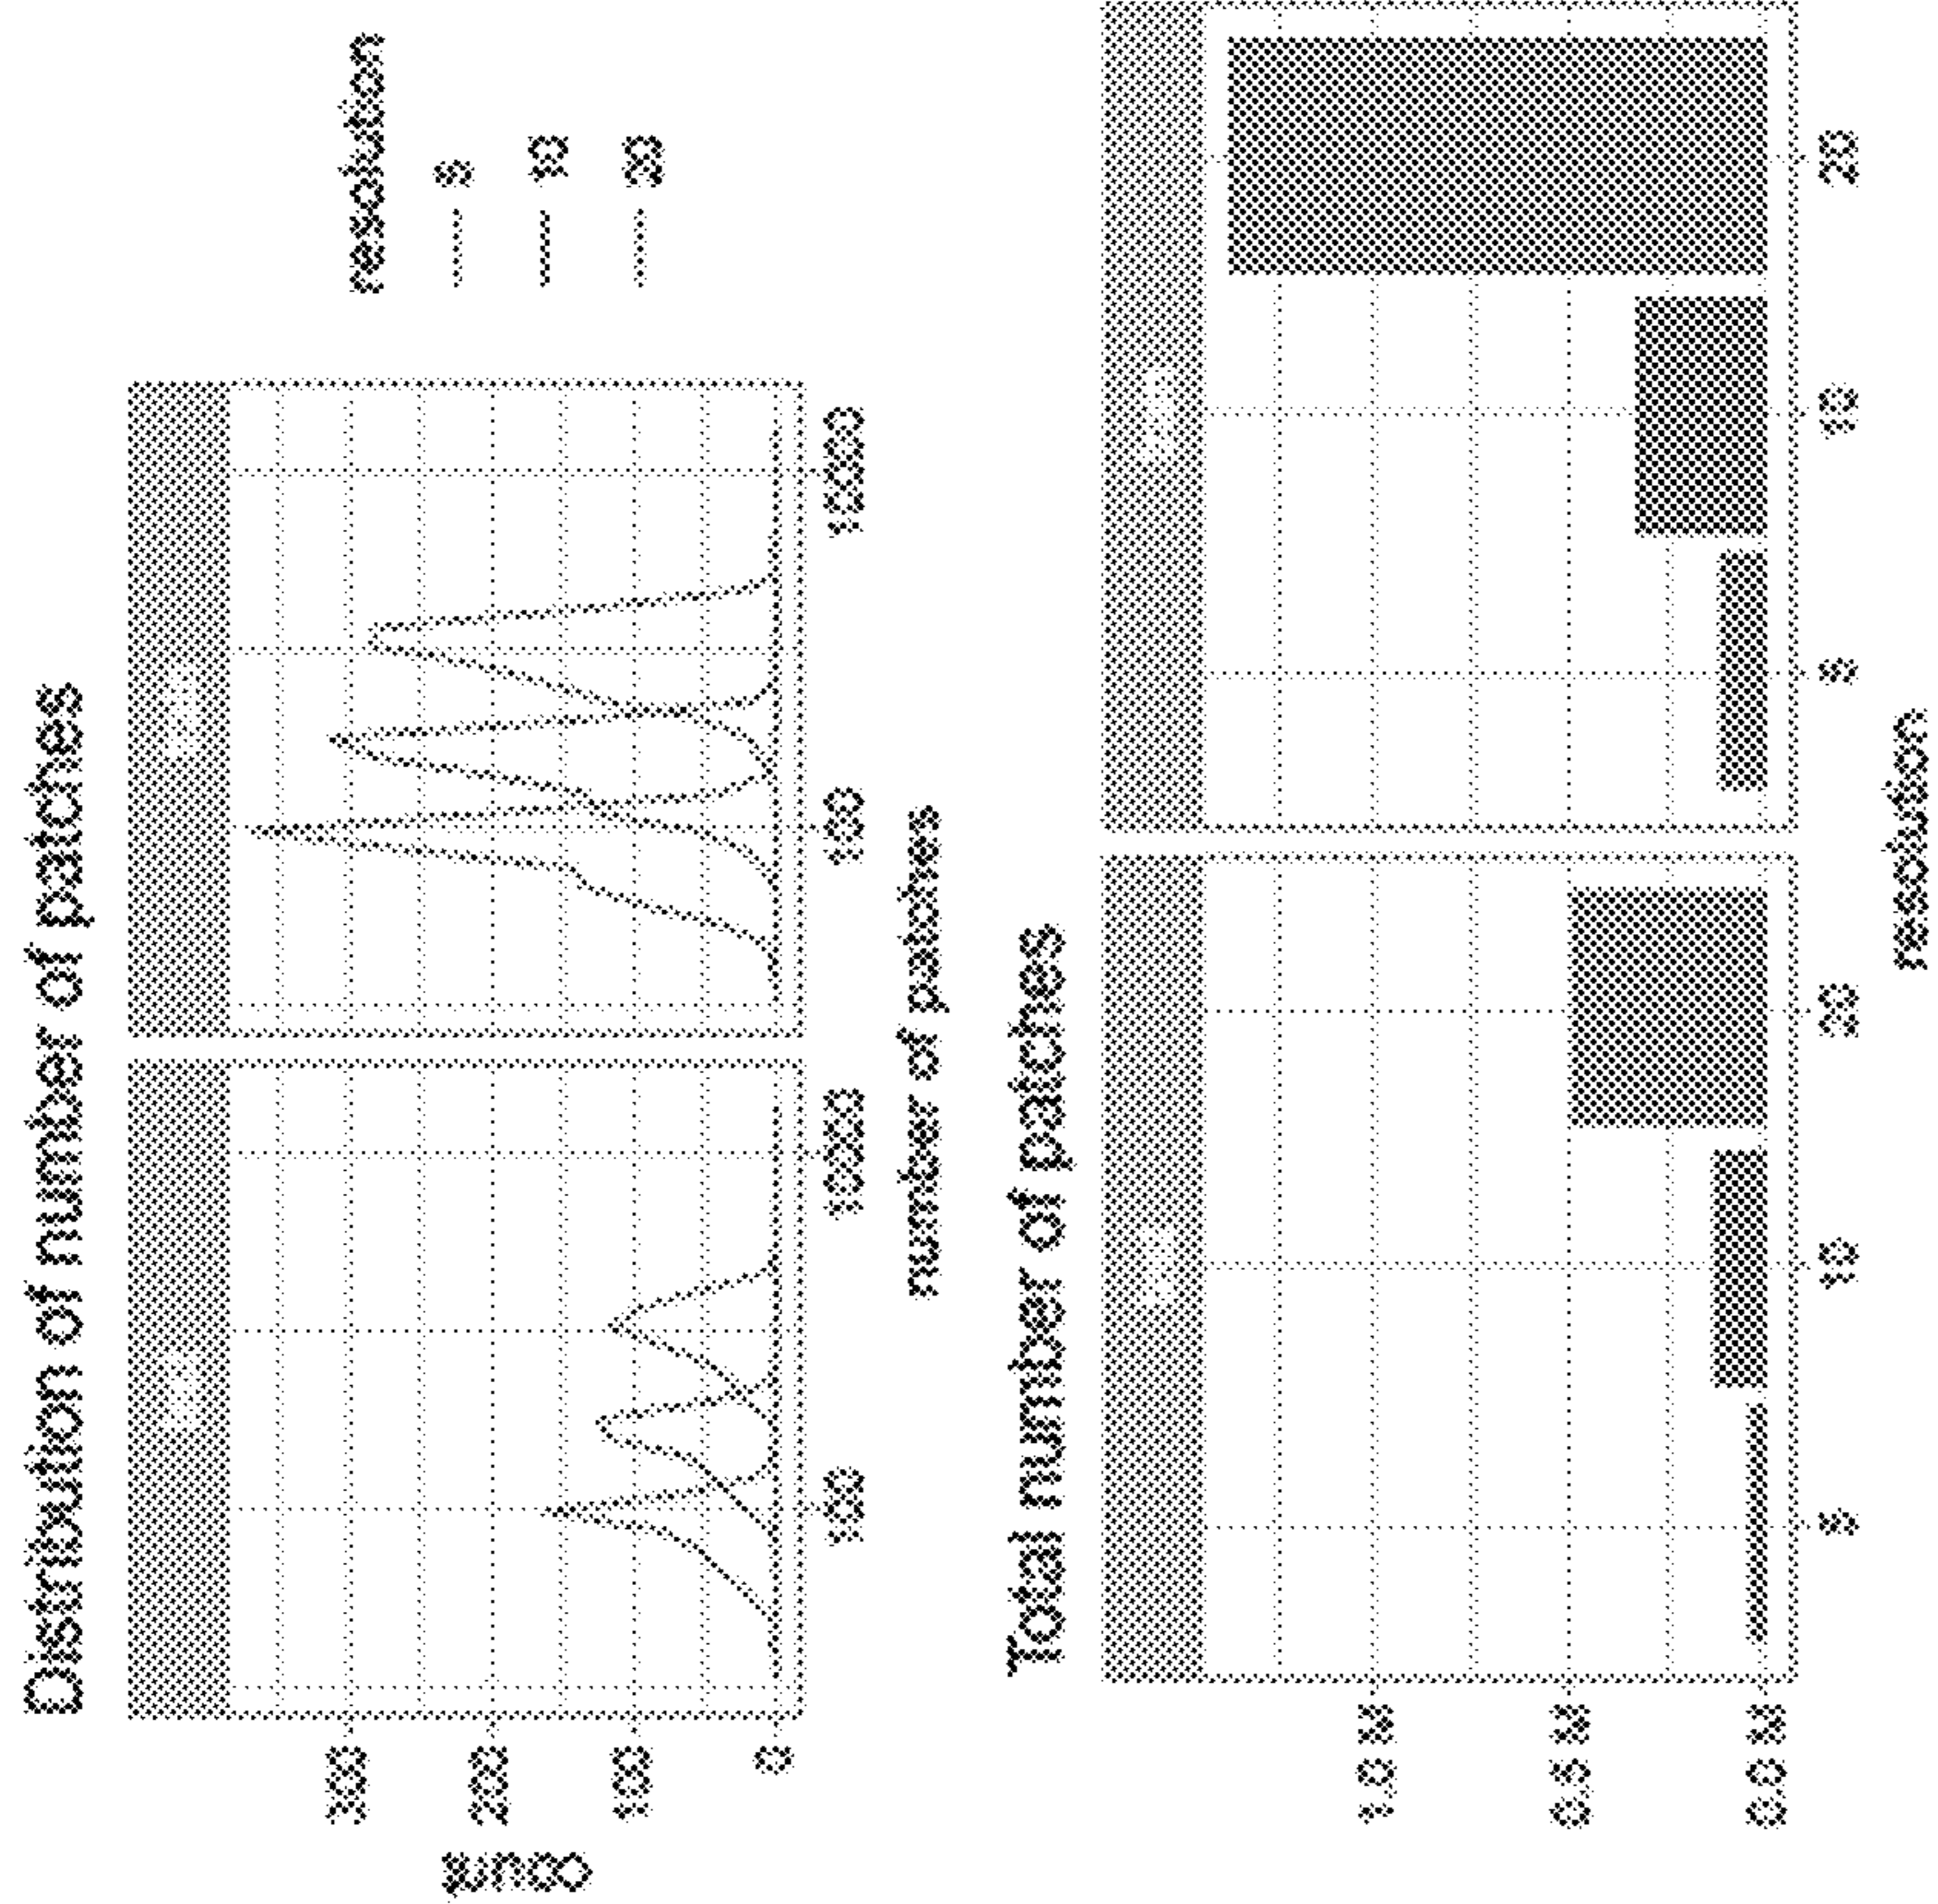 Distribution of number of patches
300
200
100
0
count
100
10000
100
10000
number of patches
resolution
5
10
20
Total number of patches
1.0 M
0.5 M
0.0 M
5
10
20
5
10
20
resolution